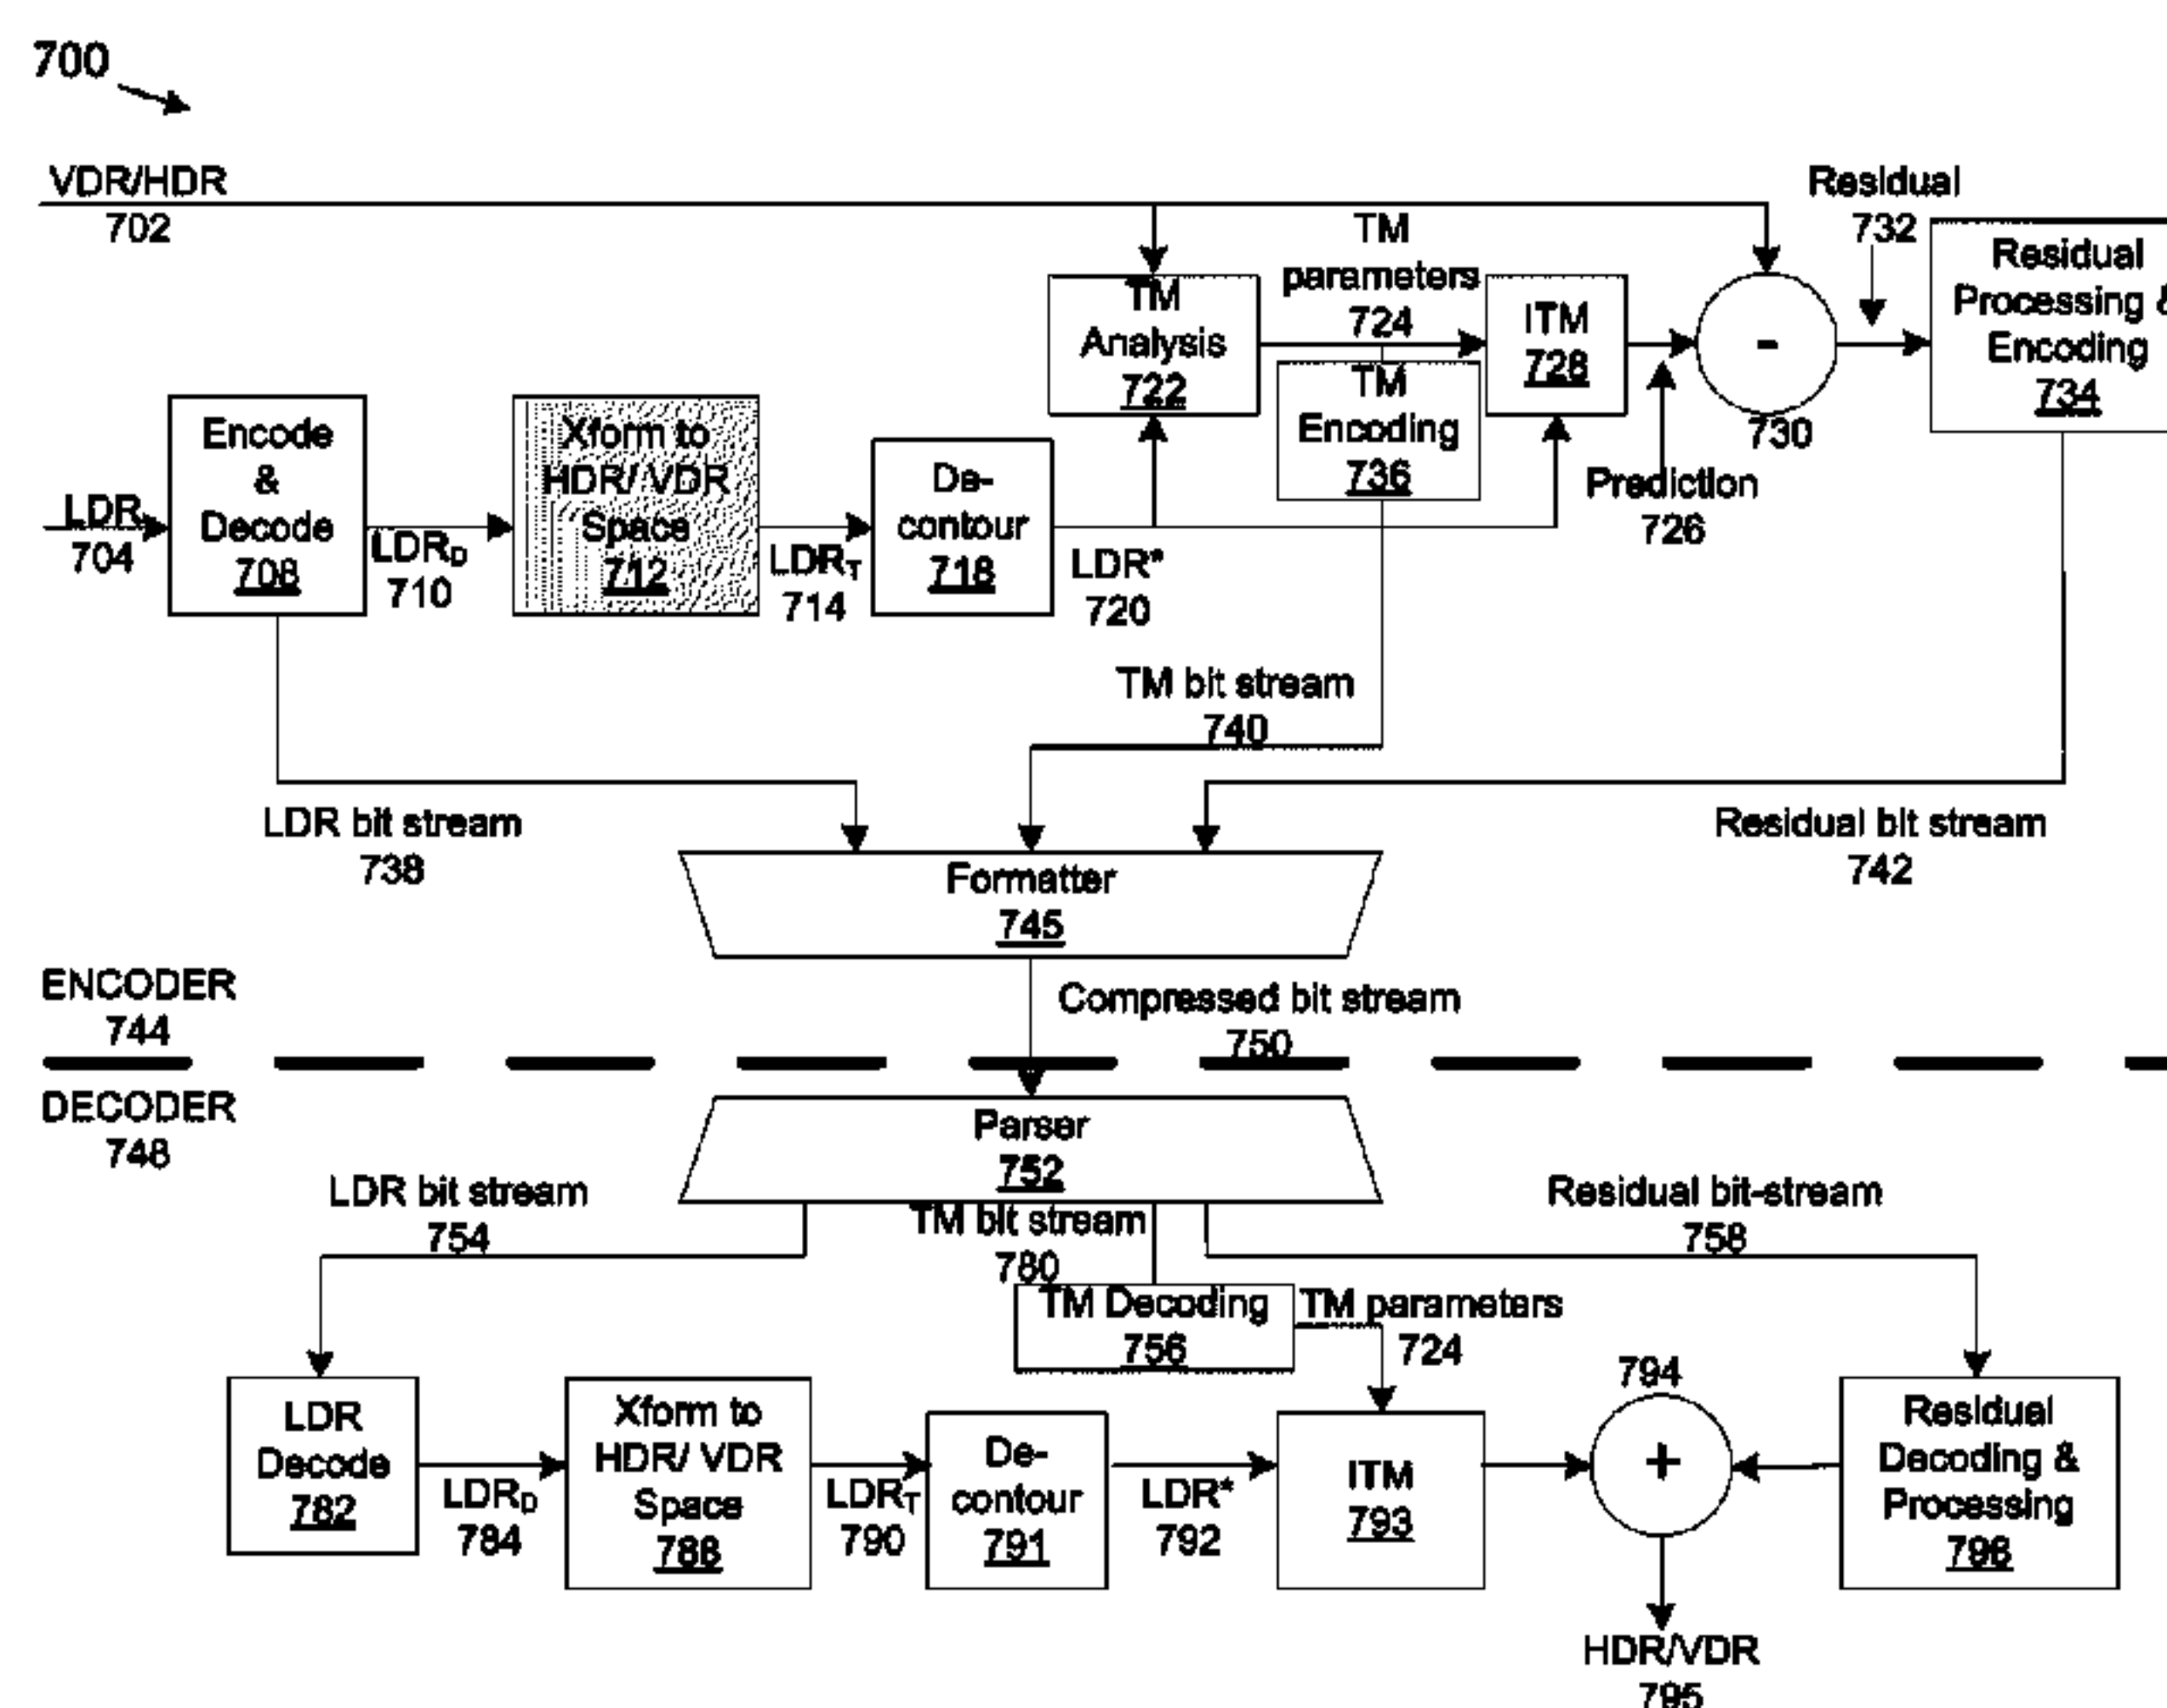 700
VDR/HDR
702
Residual
732
TM
parameters
724
Residual
Processing &
Encoding
734
TM
Analysis
722
ITM
728
-
730
TM
Encoding
736
Prediction
726
LDR
704
Encode
&
Decode
708
LDRD
710
Xform to
HDR/ VDR
Space
712
LDRT
714
De-
contour
718
LDR*
720
TM bit stream
740
LDR bit stream
738
Residual bit stream
742
Formatter
745
ENCODER
744
Compressed bit stream
750
DECODER
748
Parser
752
LDR bit stream
754
TM bit stream
780
Residual bit-stream
758
TM Decoding
756
TM parameters
724
LDR
Decode
782
LDRD
784
Xform to
HDR/ VDR
Space
788
LDRT
790
De-
contour
791
LDR*
792
ITM
793
794
+
Residual
Decoding &
Processing
HDR/VDR
795